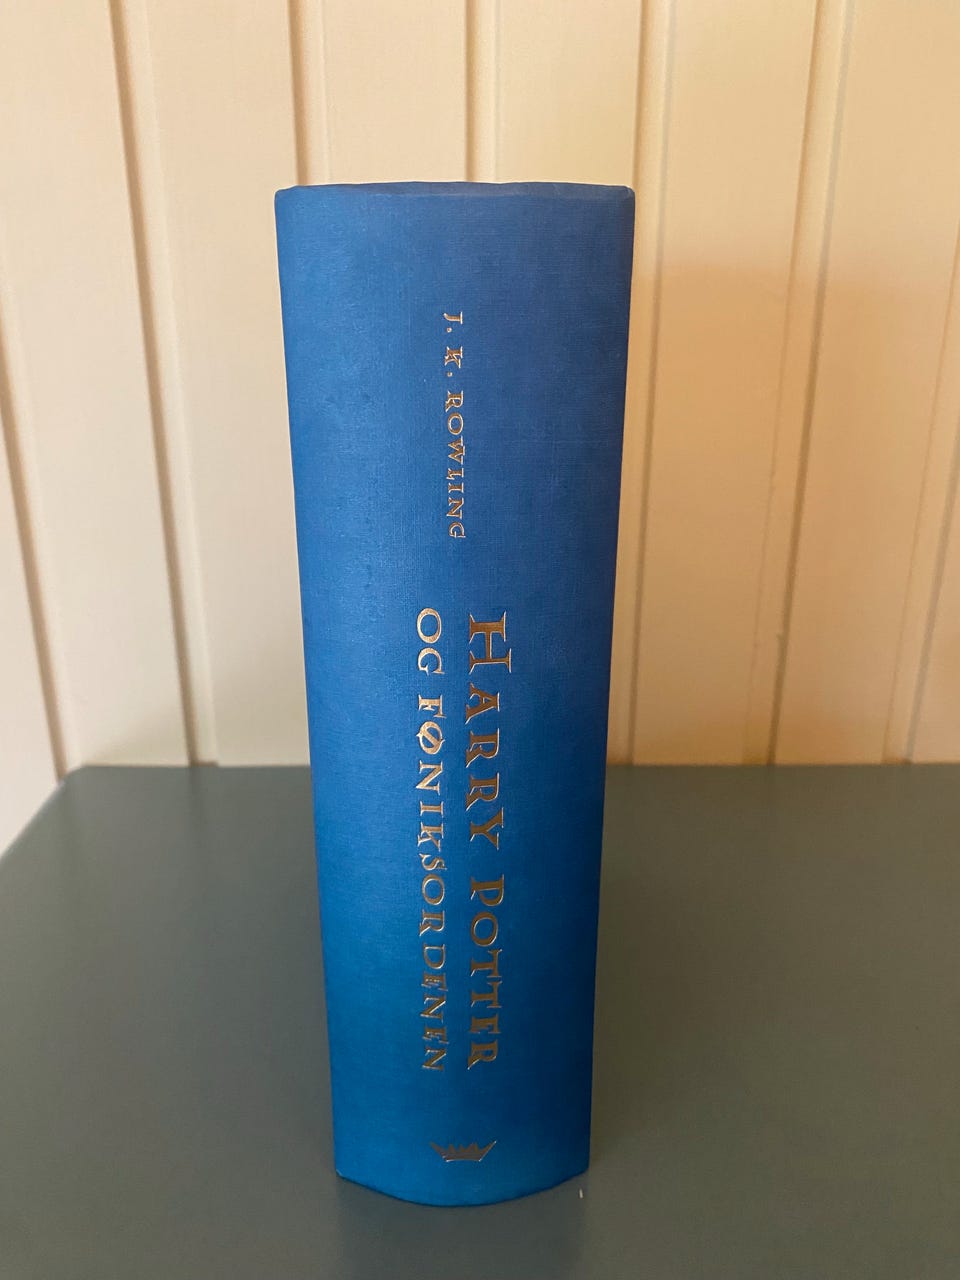 J. K. ROWLING
HARRY POTTER
OG FØNIKSORDENEN